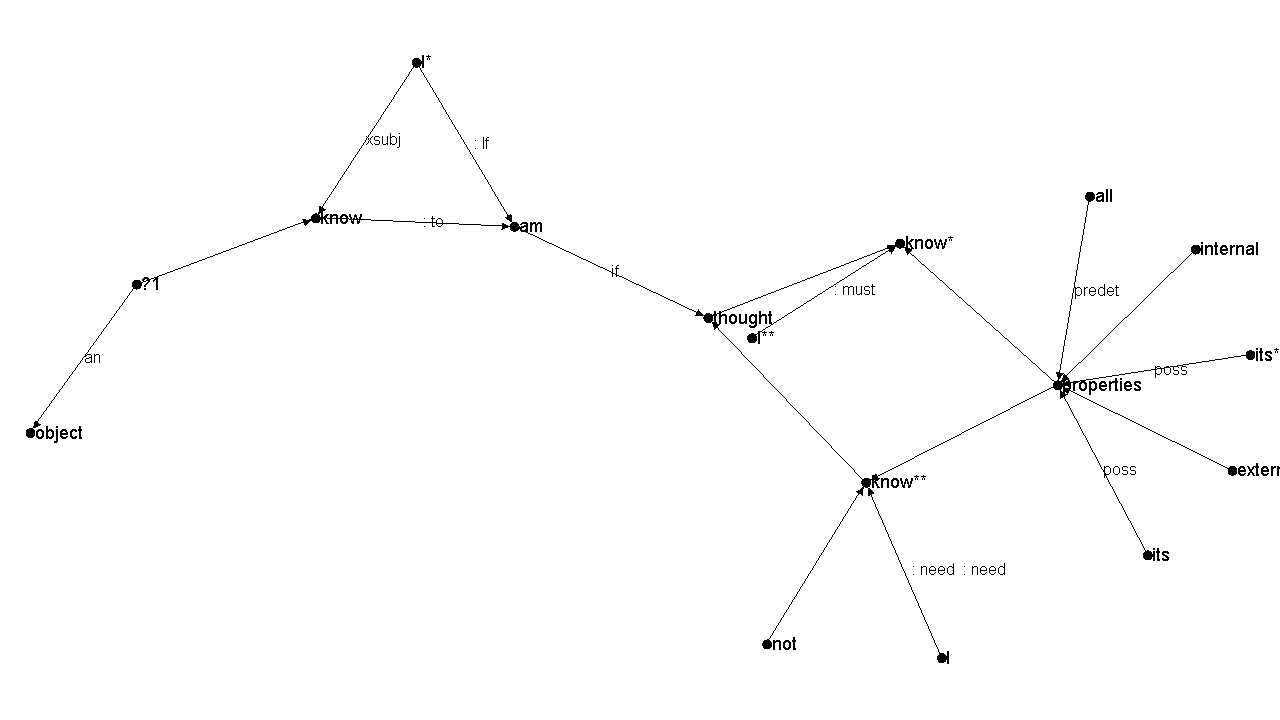 I*
xsubj
: If
know
: to
am
?1
if
an
object
all
know*
internal
predet
: must
thought
I**
its*
poss
properties
extern
poss
know**
its
: need : need
not
I